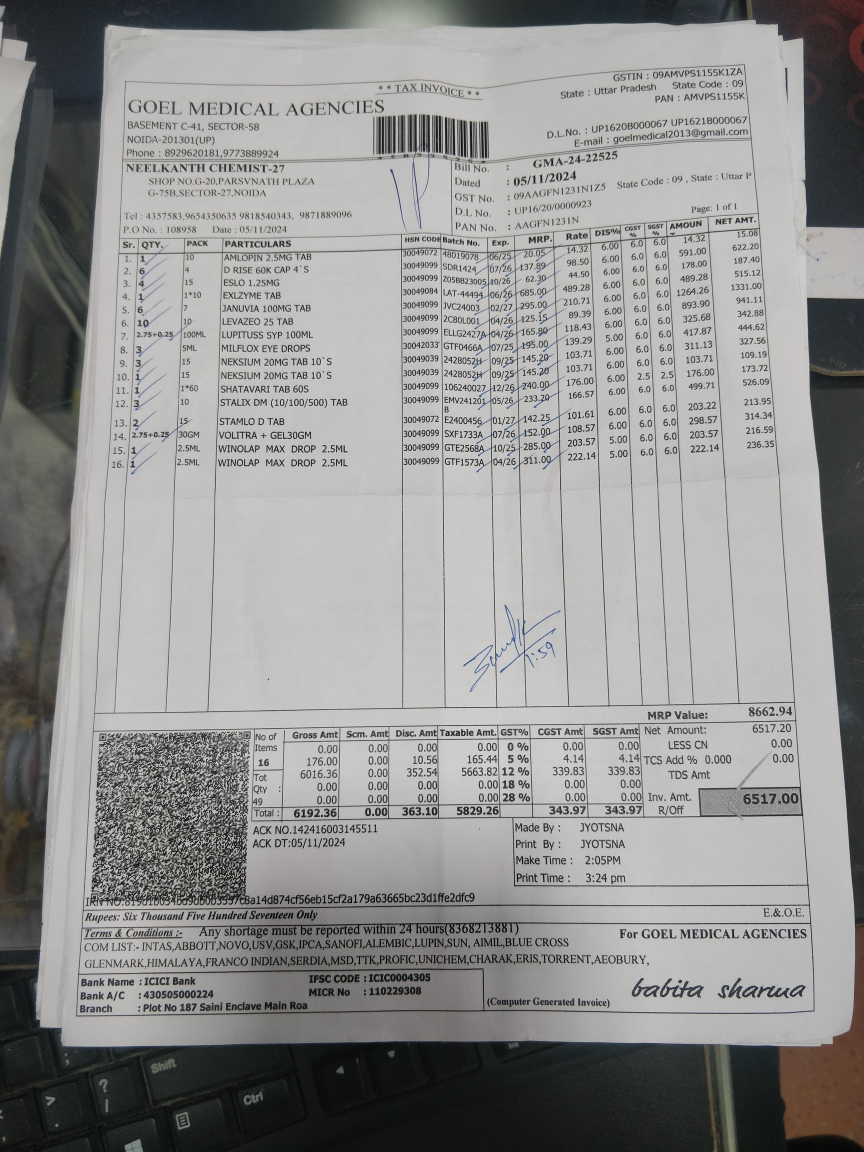 ** TAX INVOICE **
GSTIN : 09AMVPS1155K1ZA
State : Uttar Pradesh State Code : 09
PAN : AMVPS1155K
GOEL MEDICAL AGENCIES
BASEMENT C-41, SECTOR-58
NOIDA-201301(UP)
Phone : 8929620181,9773889924
D.L.No. : UP1620B000067 UP1621B000067
E-mail : goelmedical2013@gmail.com
NEELKANTH CHEMIST-27
SHOP NO.G-20,PARSVNATH PLAZA
G-75B,SECTOR-27,NOIDA
Tel : 4357583,9654350635 9818540343, 9871889096
P.O No. : 108958 Date : 05/11/2024
Bill No. : GMA-24-22525
Dated : 05/11/2024
GST No. : 09AAGFN1231N1Z5 State Code : 09 , State : Uttar P
D.L No. : UP16/20/0000923
PAN No. : AAGFN1231N
Page: 1 of 1
Sr. QTY. PACK PARTICULARS HSN CODE Batch No. Exp. MRP. Rate DIS% CGST % SGST % AMOUN NET AMT.
1. 1 10 AMLOPIN 2.5MG TAB 30049072 48019078 06/25 20.05 14.32 6.00 6.0 6.0 14.32 15.08
2. 6 4 D RISE 60K CAP 4`S 30049099 SDR1424 07/26 137.89 98.50 6.00 6.0 6.0 591.00 622.20
3. 4 15 ESLO 1.25MG 30049099 Z05BB23005 10/26 62.30 44.50 6.00 6.0 6.0 178.00 187.40
4. 1 1*10 EXLZYME TAB 30049084 LAT-44494 06/26 685.00 489.28 6.00 6.0 6.0 489.28 515.12
5. 6 7 JANUVIA 100MG TAB 30049099 JVC24003 02/27 295.00 210.71 6.00 6.0 6.0 1264.26 1331.00
6. 10 10 LEVAZEO 25 TAB 30049099 2C80L001 04/26 125.15 89.39 6.00 6.0 6.0 893.90 941.11
7. 2.75+0.25 100ML LUPITUSS SYP 100ML 30049099 ELLG2427A 04/26 165.80 118.43 6.00 6.0 6.0 325.68 342.88
8. 3 5ML MILFLOX EYE DROPS 30042033 GTF0466A 07/25 195.00 139.29 5.00 6.0 6.0 417.87 444.62
9. 3 15 NEKSIUM 20MG TAB 10`S 30049039 2428052H 09/25 145.20 103.71 6.00 6.0 6.0 311.13 327.56
10. 1 15 NEKSIUM 20MG TAB 10`S 30049039 2428052H 09/25 145.20 103.71 6.00 6.0 6.0 103.71 109.19
11. 1 1*60 SHATAVARI TAB 60S 30049099 106240027 12/26 240.00 176.00 6.00 2.5 2.5 176.00 173.72
12. 3 10 STALIX DM (10/100/500) TAB 30049099 EMV241201 05/26 233.20 166.57 6.00 6.0 6.0 499.71 526.09
B
13. 2 15 STAMLO D TAB 30049072 E2400456 01/27 142.25 101.61 6.00 6.0 6.0 203.22 213.95
14. 2.75+0.25 30GM VOLITRA + GEL30GM 30049099 SXF1733A 07/26 152.00 108.57 6.00 6.0 6.0 298.57 314.34
15. 1 2.5ML WINOLAP MAX DROP 2.5ML 30049099 GTE2568A 10/25 285.00 203.57 5.00 6.0 6.0 203.57 216.59
16. 1 2.5ML WINOLAP MAX DROP 2.5ML 30049099 GTF1573A 04/26 311.00 222.14 5.00 6.0 6.0 222.14 236.35
1:59
MRP Value: 8662.94
No of Items 16
Tot Qty : 49
Gross Amt Scm. Amt Disc. Amt Taxable Amt. GST% CGST Amt SGST Amt
0.00 0.00 0.00 0.00 0 % 0.00 0.00
176.00 0.00 10.56 165.44 5 % 4.14 4.14
6016.36 0.00 352.54 5663.82 12 % 339.83 339.83
0.00 0.00 0.00 0.00 18 % 0.00 0.00
0.00 0.00 0.00 0.00 28 % 0.00 0.00
Total : 6192.36 0.00 363.10 5829.26 343.97 343.97
Net Amount: 6517.20
LESS CN 0.00
TCS Add % 0.000 0.00
TDS Amt
Inv. Amt. 6517.00
R/Off
ACK NO.142416003145511
ACK DT:05/11/2024
Made By : JYOTSNA
Print By : JYOTSNA
Make Time : 2:05PM
Print Time : 3:24 pm
Rupees: Six Thousand Five Hundred Seventeen Only
E.& O.E.
Terms & Conditions :- Any shortage must be reported within 24 hours(8368213881)
COM LIST:- INTAS,ABBOTT,NOVO,USV,GSK,IPCA,SANOFI,ALEMBIC,LUPIN,SUN, AIMIL,BLUE CROSS
GLENMARK,HIMALAYA,FRANCO INDIAN,SERDIA,MSD,TTK,PROFIC,UNICHEM,CHARAK,ERIS,TORRENT,AEOBURY,
For GOEL MEDICAL AGENCIES
Bank Name : ICICI Bank IFSC CODE : ICIC0004305
Bank A/C : 430505000224 MICR No : 110229308
Branch : Plot No 187 Saini Enclave Main Roa
(Computer Generated Invoice)
babita sharma
Shift
Ctrl